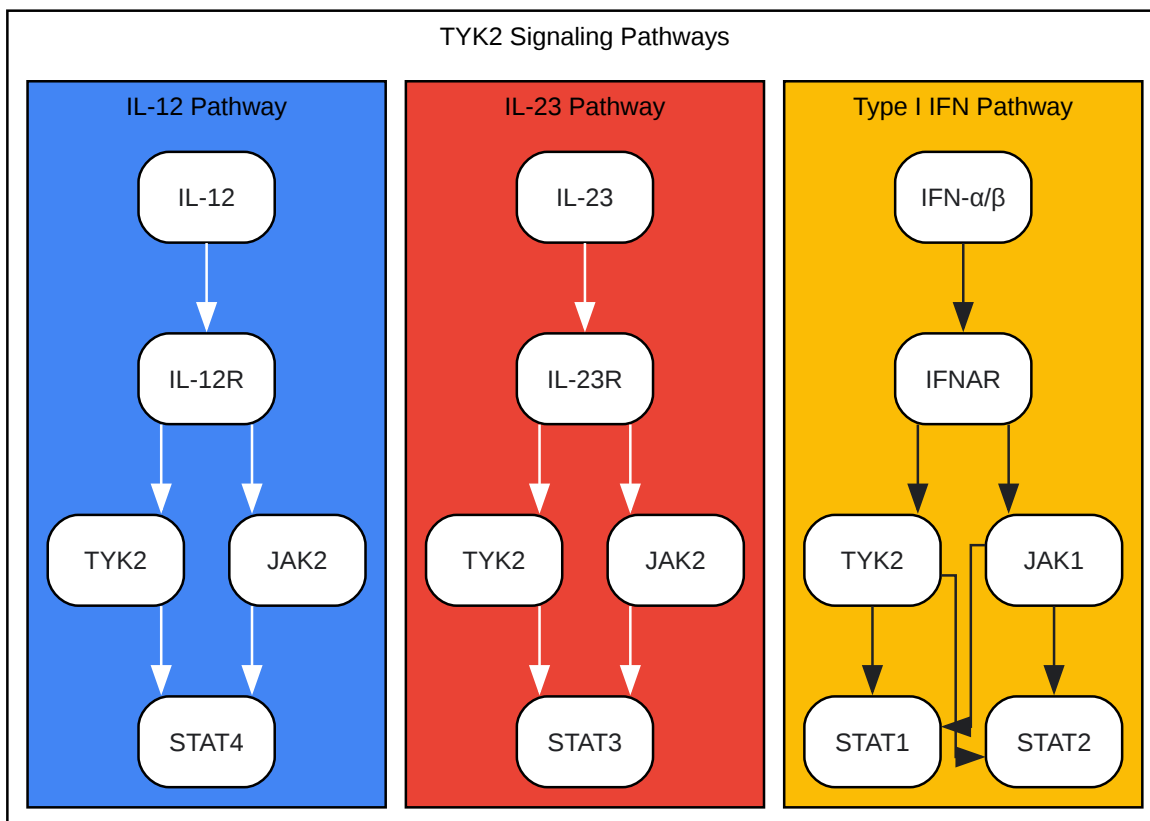 TYK2 Signaling Pathways
IL-12 Pathway
IL-12
IL-12R
TYK2
JAK2
STAT4
IL-23 Pathway
IL-23
IL-23R
TYK2
JAK2
STAT3
Type I IFN Pathway
IFN-α/β
IFNAR
TYK2
JAK1
STAT1
STAT2